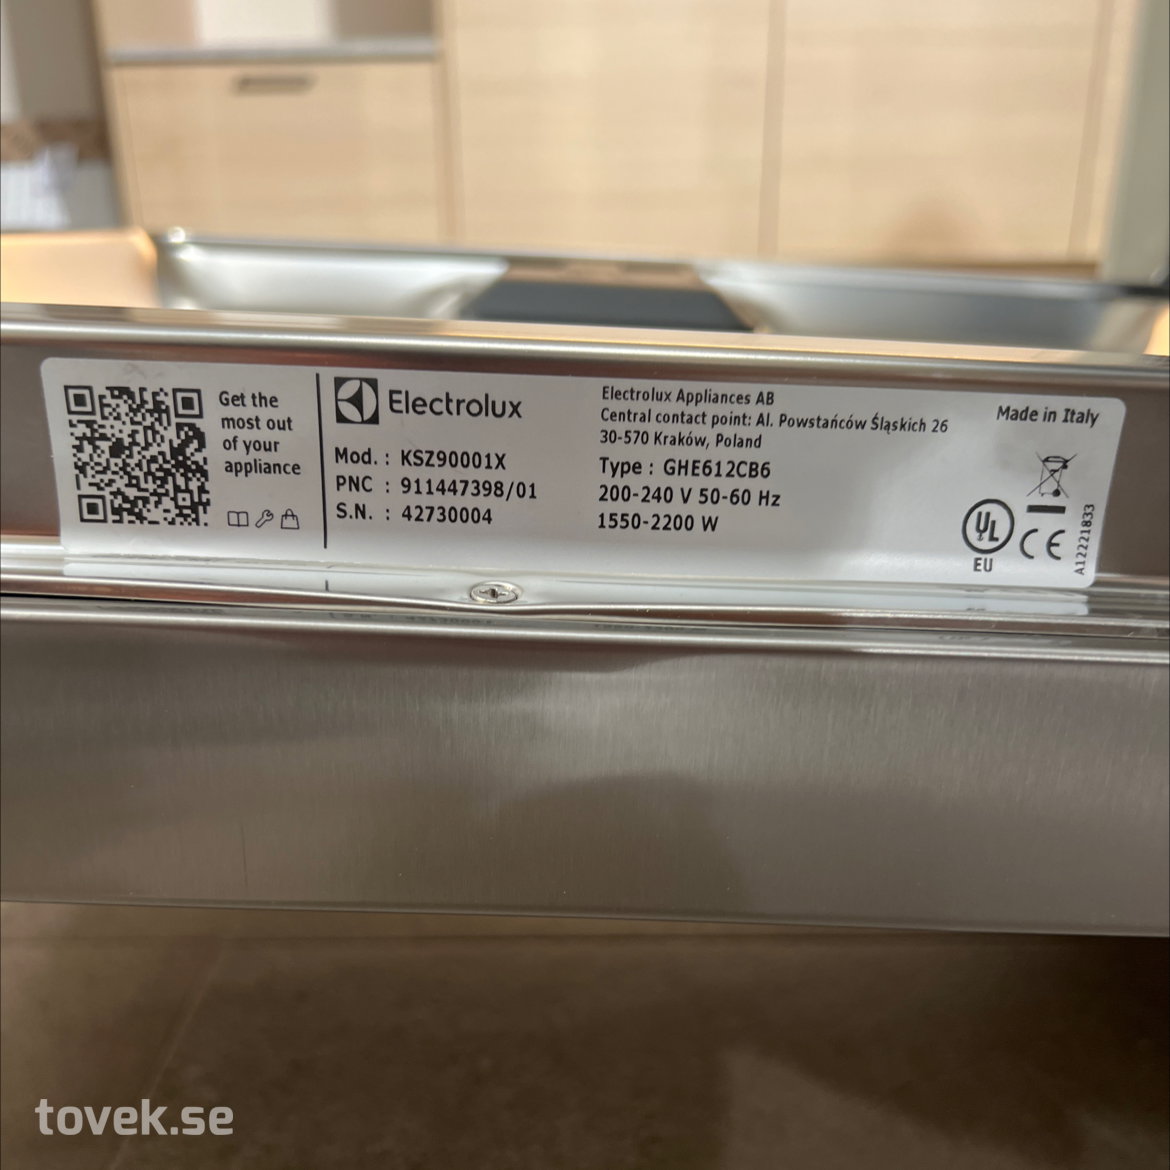 Get the
most out
of your
appliance
Electrolux
Mod. : KSZ90001X
PNC : 911447398/01
S.N. : 42730004
Electrolux Appliances AB
Central contact point: Al. Powstańców Śląskich 26
30-570 Kraków, Poland
Type : GHE612CB6
200-240 V 50-60 Hz
1550-2200 W
Made in Italy
UL
EU
CE
A12221833
tovek.se